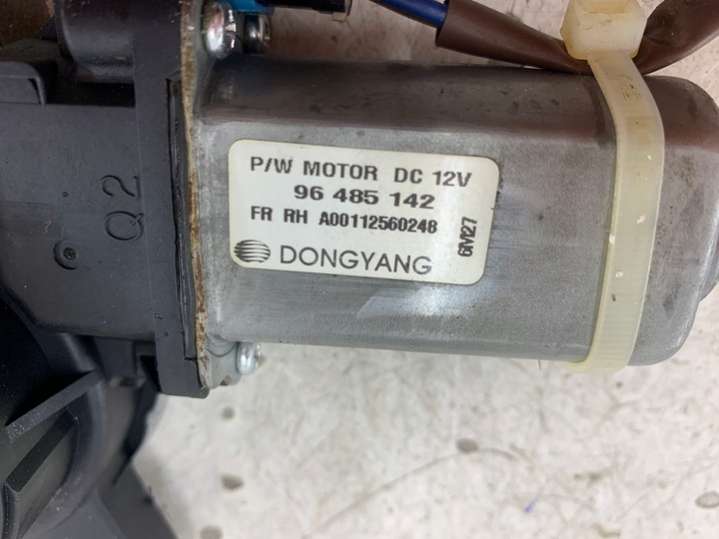 P/W MOTOR DC 12V
96 485 142
FR RH A00112560248
6M27
DONGYANG
Q2